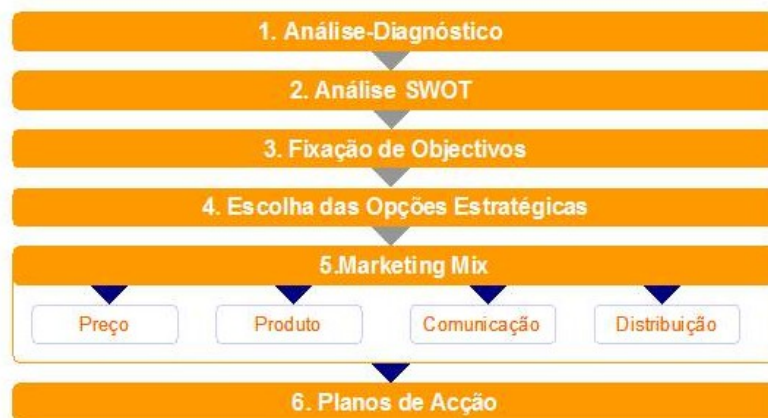 1. Análise-Diagnóstico
2. Análise SWOT
3. Fixação de Objectivos
4. Escolha das Opções Estratégicas
5.Marketing Mix
Preço
Produto
Comunicação
Distribuição
6. Planos de Acção